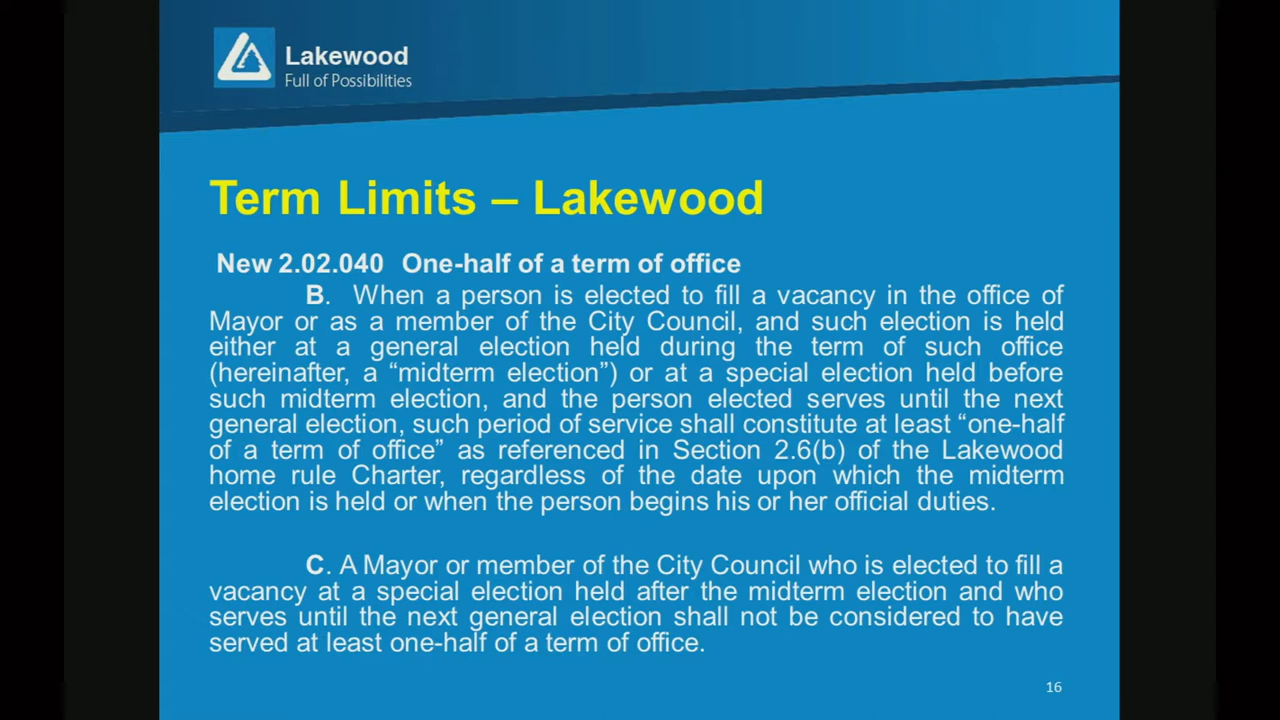 Lakewood
Full of Possibilities
Term Limits – Lakewood
New 2.02.040 One-half of a term of office
B. When a person is elected to fill a vacancy in the office of
Mayor or as a member of the City Council, and such election is held
either at a general election held during the term of such office
(hereinafter, a “midterm election”) or at a special election held before
such midterm election, and the person elected serves until the next
general election, such period of service shall constitute at least “one-half
of a term of office” as referenced in Section 2.6(b) of the Lakewood
home rule Charter, regardless of the date upon which the midterm
election is held or when the person begins his or her official duties.
C. A Mayor or member of the City Council who is elected to fill a
vacancy at a special election held after the midterm election and who
serves until the next general election shall not be considered to have
served at least one-half of a term of office.
16